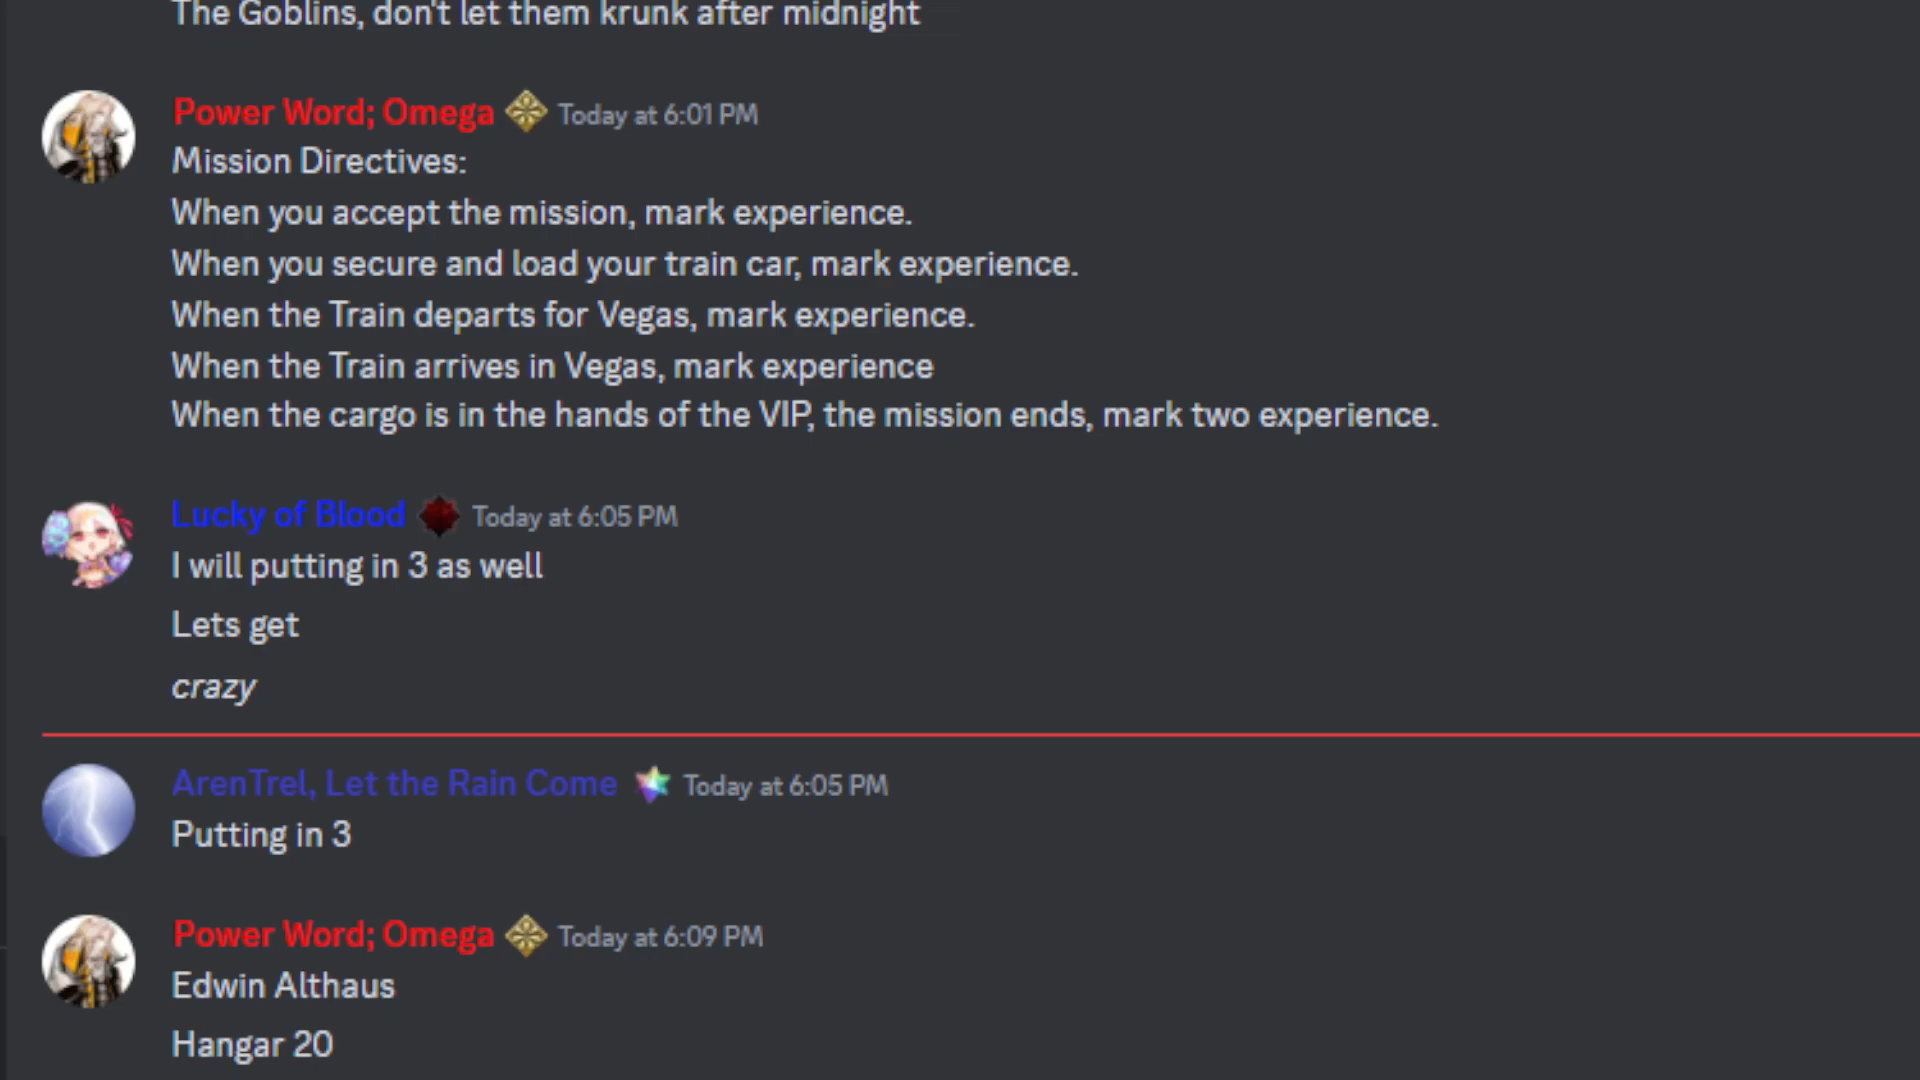 The Goblins, don't let them krunk after midnight
Power Word; Omega Today at 6:01 PM
Mission Directives:
When you accept the mission, mark experience.
When you secure and load your train car, mark experience.
When the Train departs for Vegas, mark experience.
When the Train arrives in Vegas, mark experience
When the cargo is in the hands of the VIP, the mission ends, mark two experience.
Lucky of Blood Today at 6:05 PM
I will putting in 3 as well
Lets get
crazy
ArenTrel, Let the Rain Come Today at 6:05 PM
Putting in 3
Power Word; Omega Today at 6:09 PM
Edwin Althaus
Hangar 20